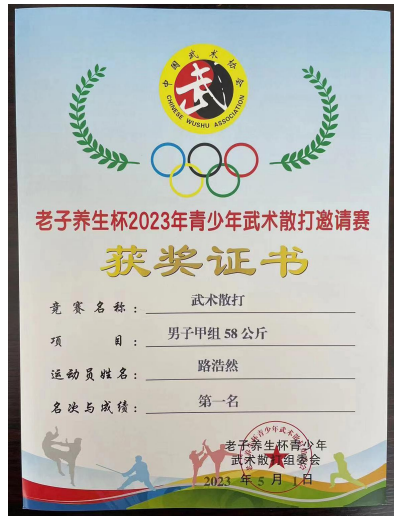 中国武术协会
CHINESE WUSHU ASSOCIATION
武
老子养生杯2023年青少年武术散打邀请赛
获奖证书
竞赛名称：武术散打
项目：男子甲组 58 公斤
运动员姓名：路浩然
名次与成绩：第一名
老子养生杯青少年
武术散打组委会
2023 年 5 月 1 日